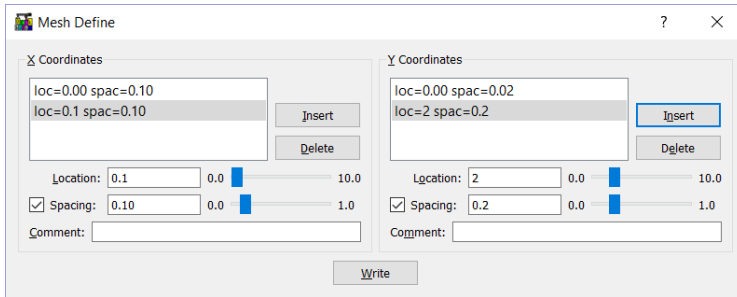 Mesh Define ? ×
X Coordinates
loc=0.00 spac=0.10
loc=0.1 spac=0.10
Insert
Delete
Location: 0.1 0.0 10.0
Spacing: 0.10 0.0 1.0
Comment:
Y Coordinates
loc=0.00 spac=0.02
loc=2 spac=0.2
Insert
Delete
Location: 2 0.0 10.0
Spacing: 0.2 0.0 1.0
Comment:
Write